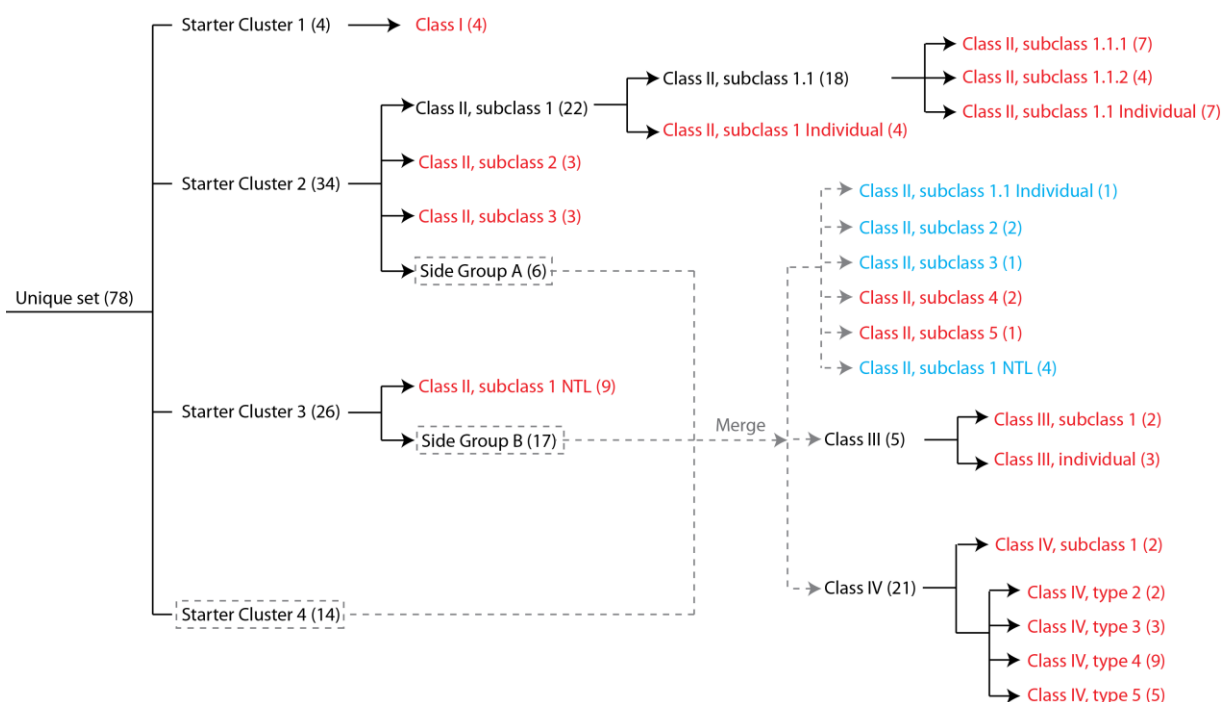 Starter Cluster 1 (4)
Class I (4)
Class II, subclass 1.1.1 (7)
Class II, subclass 1.1 (18)
Class II, subclass 1.1.2 (4)
Class II, subclass 1 (22)
Class II, subclass 1.1 Individual (7)
Class II, subclass 1 Individual (4)
Class II, subclass 2 (3)
Starter Cluster 2 (34)
Class II, subclass 1.1 Individual (1)
Class II, subclass 3 (3)
Class II, subclass 2 (2)
Class II, subclass 3 (1)
Side Group A (6)
Unique set (78)
Class II, subclass 4 (2)
Class II, subclass 5 (1)
Class II, subclass 1 NTL (4)
Class II, subclass 1 NTL (9)
Starter Cluster 3 (26)
Side Group B (17)
Merge
Class III (5)
Class III, subclass 1 (2)
Class III, individual (3)
Class IV, subclass 1 (2)
Class IV (21)
Class IV, type 2 (2)
Starter Cluster 4 (14)
Class IV, type 3 (3)
Class IV, type 4 (9)
Class IV, type 5 (5)